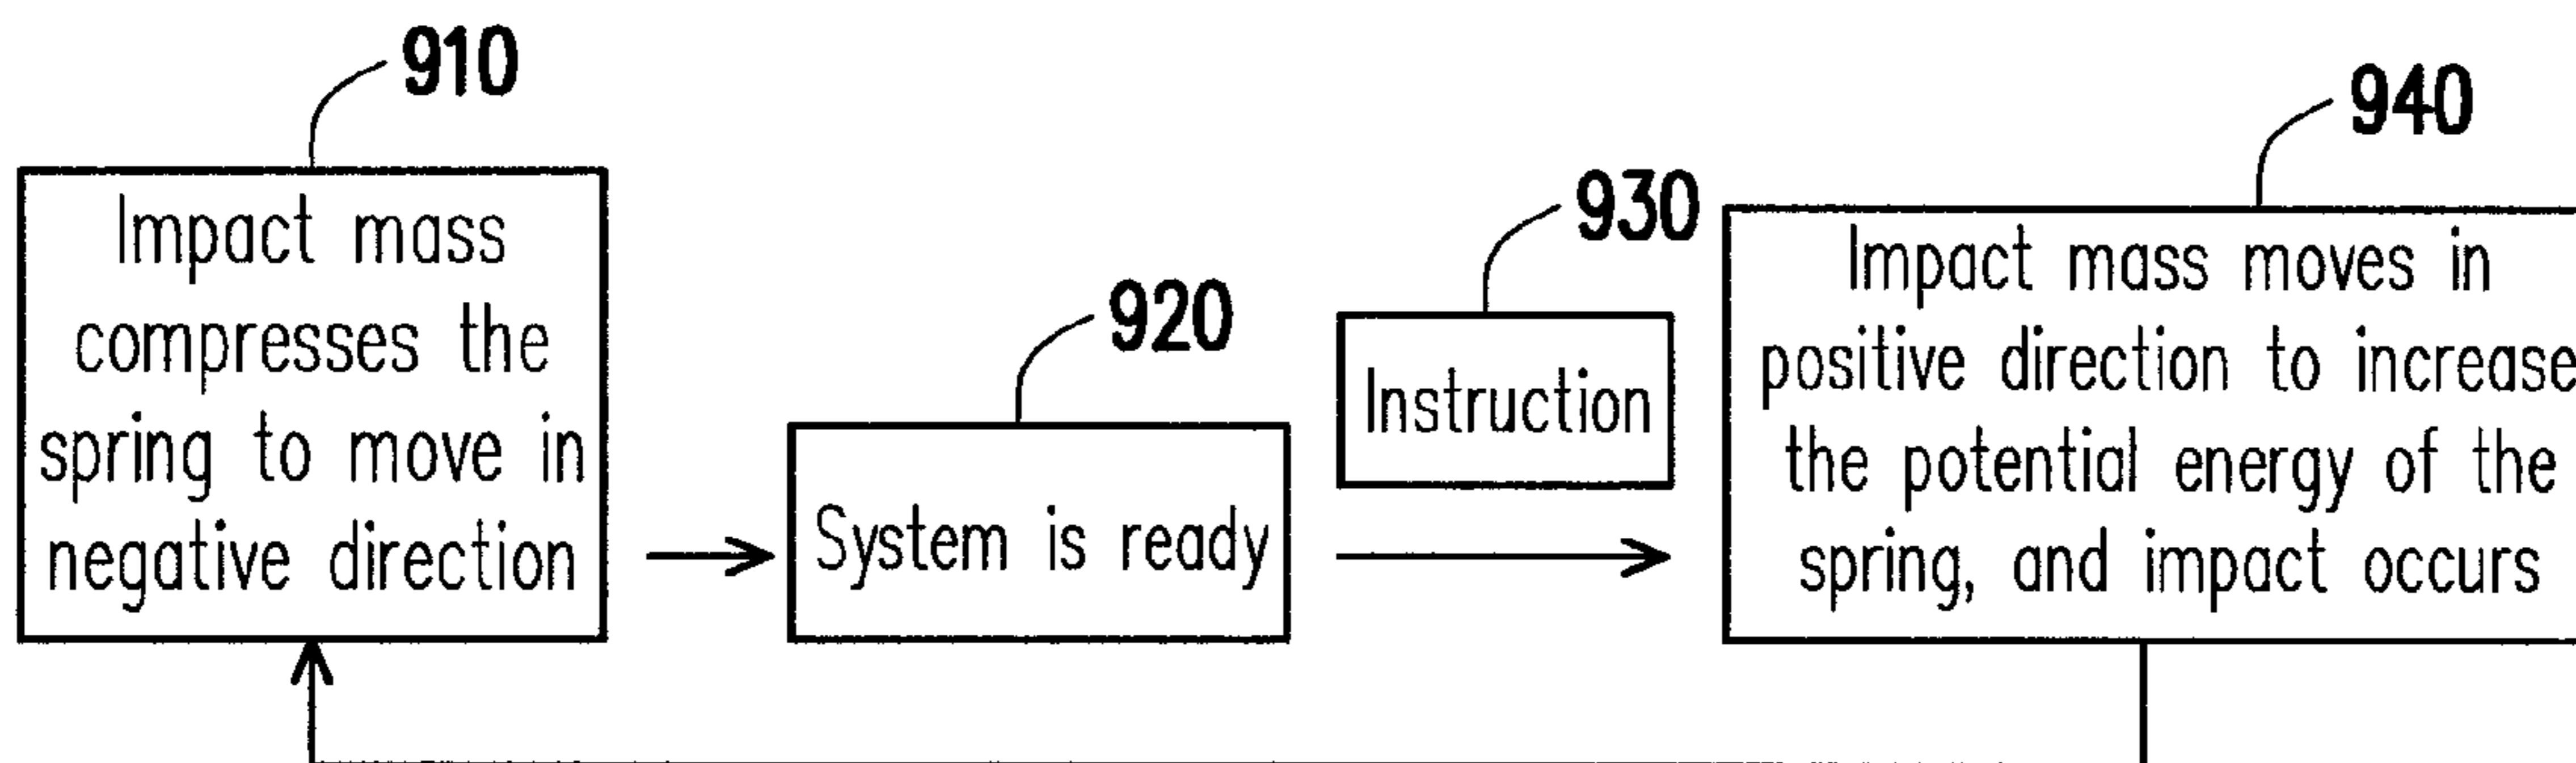 910
Impact mass
compresses the
spring to move in
negative direction
920
System is ready
930
Instruction
940
Impact mass moves in
positive direction to increase
the potential energy of the
spring, and impact occurs